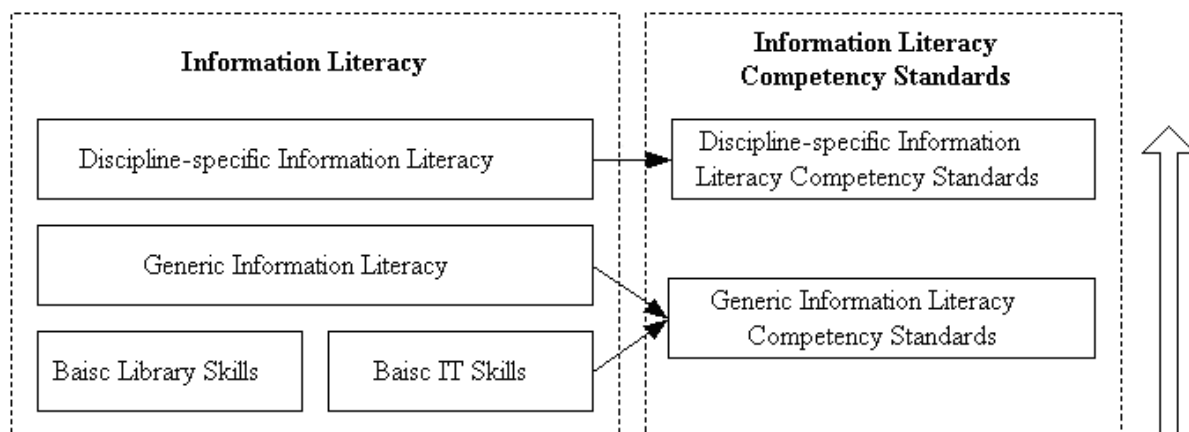 Information Literacy
Discipline-specific Information Literacy
Generic Information Literacy
Baisc Library Skills
Baisc IT Skills
Information Literacy
Competency Standards
Discipline-specific Information
Literacy Competency Standards
Generic Information Literacy
Competency Standards